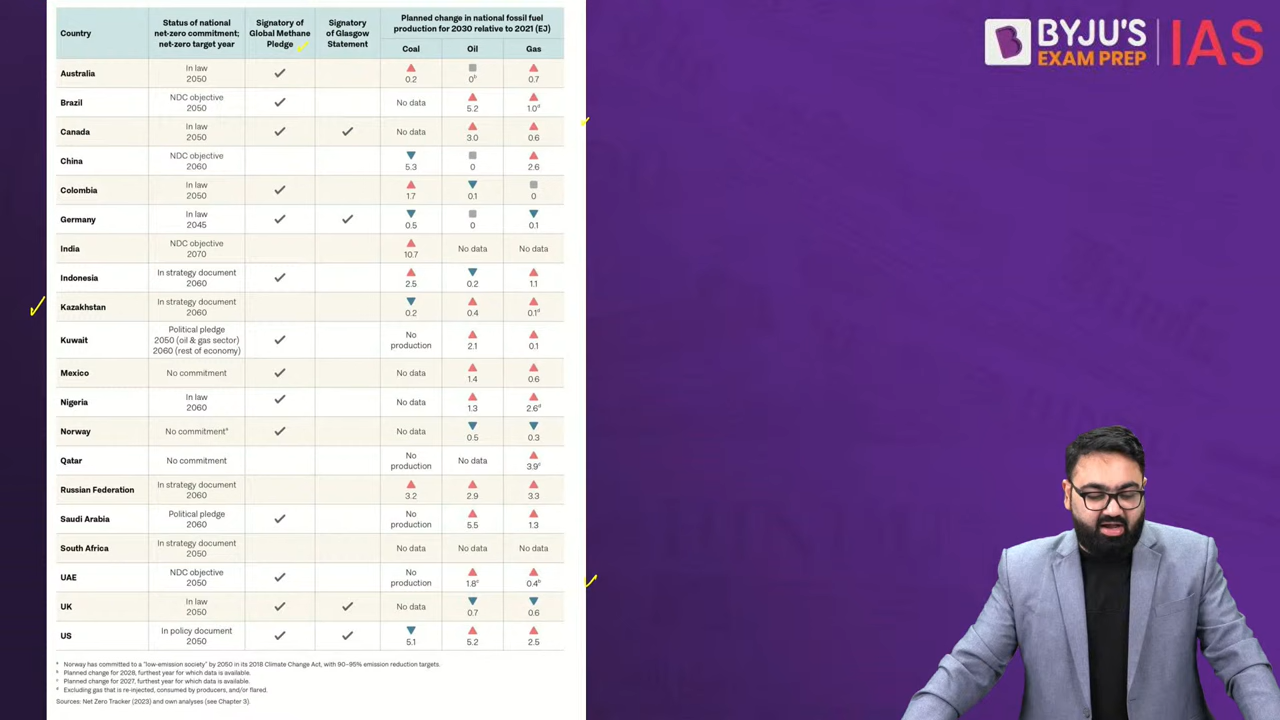 Country
Status of national
net-zero commitment;
net-zero target year
Signatory of
Global Methane
Pledge
Signatory
of Glasgow
Statement
Planned change in national fossil fuel
production for 2030 relative to 2021 (EJ)
Coal Oil Gas
Australia
In law
2050
✓
0.2 0ᵇ 0.7
Brazil
NDC objective
2050
✓
No data 5.2 1.0ᵈ
Canada
In law
2050
✓ ✓
No data 3.0 0.6
China
NDC objective
2060
5.3 0 2.6
Colombia
In law
2050
✓
1.7 0.1 0
Germany
In law
2045
✓ ✓
0.5 0 0.1
India
NDC objective
2070
10.7 No data No data
Indonesia
In strategy document
2060
✓
2.5 0.2 1.1
Kazakhstan
In strategy document
2060
0.2 0.4 0.1ᵈ
Kuwait
Political pledge
2050 (oil & gas sector)
2060 (rest of economy)
✓
No
production
2.1 0.1
Mexico
No commitment
✓
No data 1.4 0.6
Nigeria
In law
2060
✓
No data 1.3 2.6ᵈ
Norway
No commitmentᵃ
✓
No data 0.5 0.3
Qatar
No commitment
No
production
No data 3.9ᶜ
Russian Federation
In strategy document
2060
3.2 2.9 3.3
Saudi Arabia
Political pledge
2060
✓
No
production
5.5 1.3
South Africa
In strategy document
2050
No data No data No data
UAE
NDC objective
2050
✓
No
production
1.8ᶜ 0.4ᵇ
UK
In law
2050
✓ ✓
No data 0.7 0.6
US
In policy document
2050
✓ ✓
5.1 5.2 2.5
ᵃ Norway has committed to a "low-emission society" by 2050 in its 2018 Climate Change Act, with 90–95% emission reduction targets.
ᵇ Planned change for 2028, furthest year for which data is available.
ᶜ Planned change for 2027, furthest year for which data is available.
ᵈ Excluding gas that is re-injected, consumed by producers, and/or flared.
Sources: Net Zero Tracker (2023) and own analyses (see Chapter 3).
BYJU'S
EXAM PREP
IAS